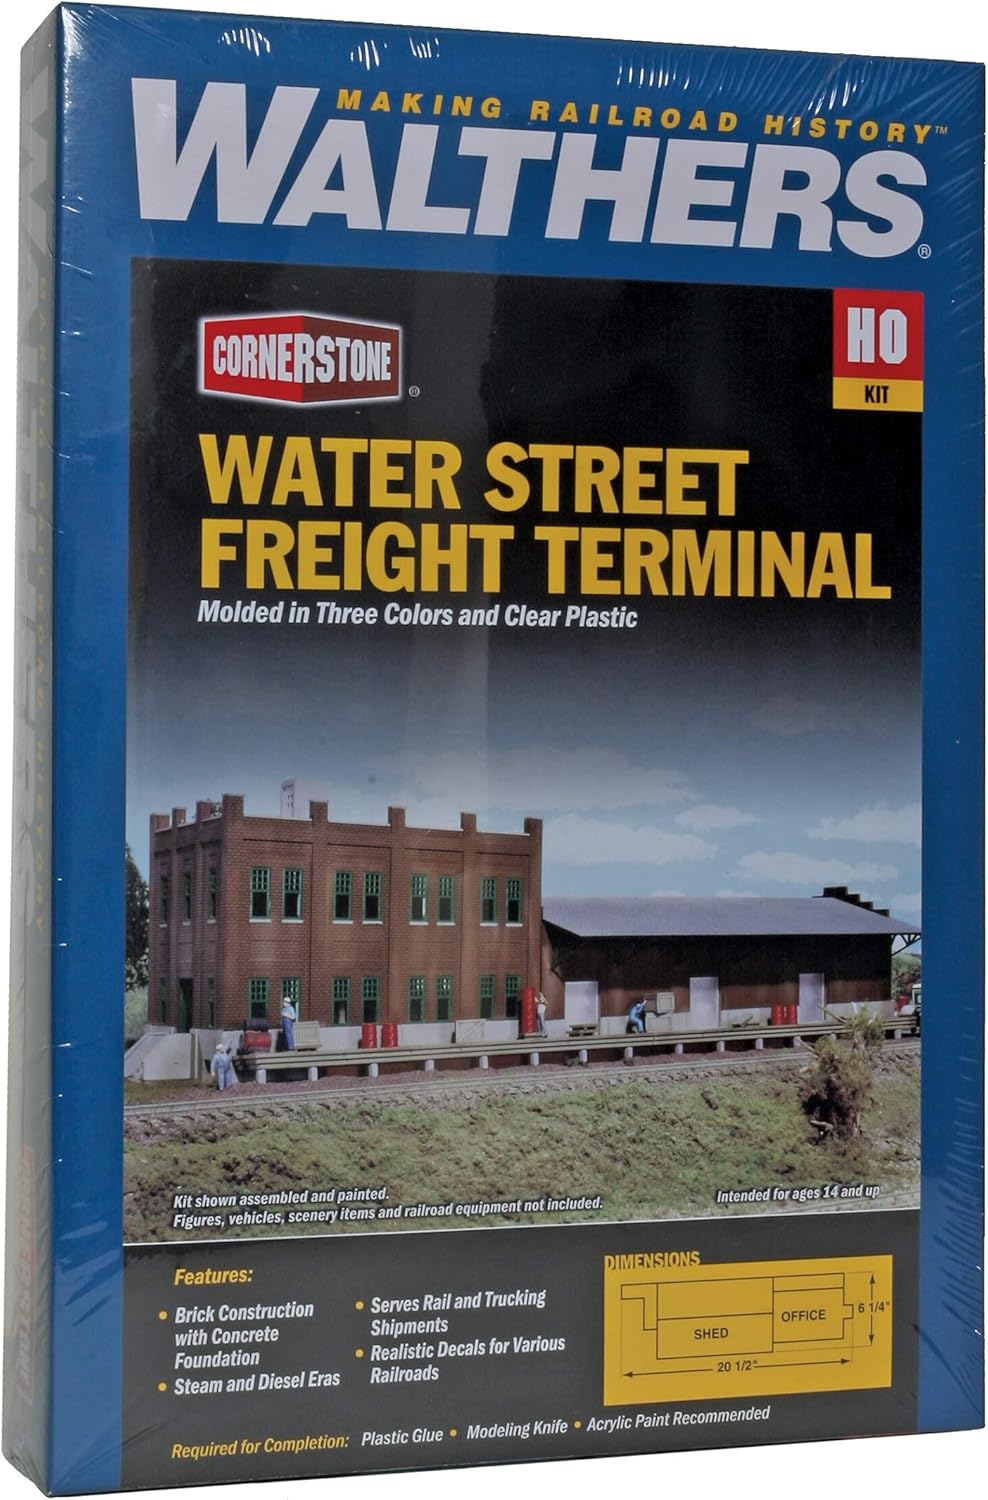 MAKING RAILROAD HISTORY™
WALTHERS®
CORNERSTONE®
HO
KIT
WATER STREET
FREIGHT TERMINAL
Molded in Three Colors and Clear Plastic
Kit shown assembled and painted.
Figures, vehicles, scenery items and railroad equipment not included.
Intended for ages 14 and up
Features:
• Brick Construction
with Concrete
Foundation
• Steam and Diesel Eras
• Serves Rail and Trucking
Shipments
• Realistic Decals for Various
Railroads
DIMENSIONS
SHED
OFFICE
6 1/4"
20 1/2"
Required for Completion: Plastic Glue • Modeling Knife • Acrylic Paint Recommended